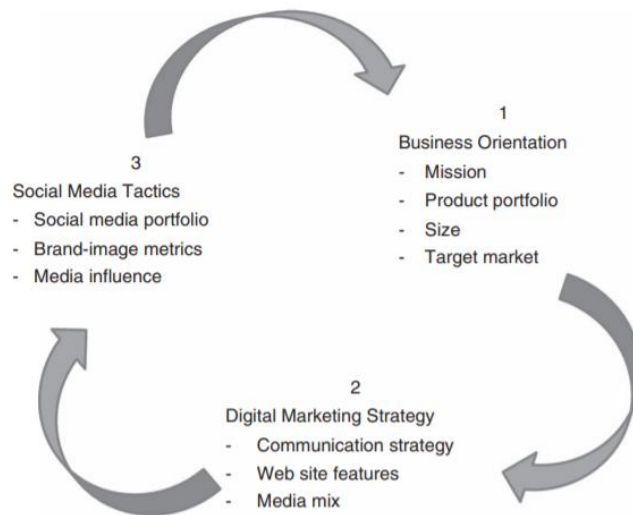 1
Business Orientation
- Mission
- Product portfolio
- Size
- Target market
2
Digital Marketing Strategy
- Communication strategy
- Web site features
- Media mix
3
Social Media Tactics
- Social media portfolio
- Brand-image metrics
- Media influence